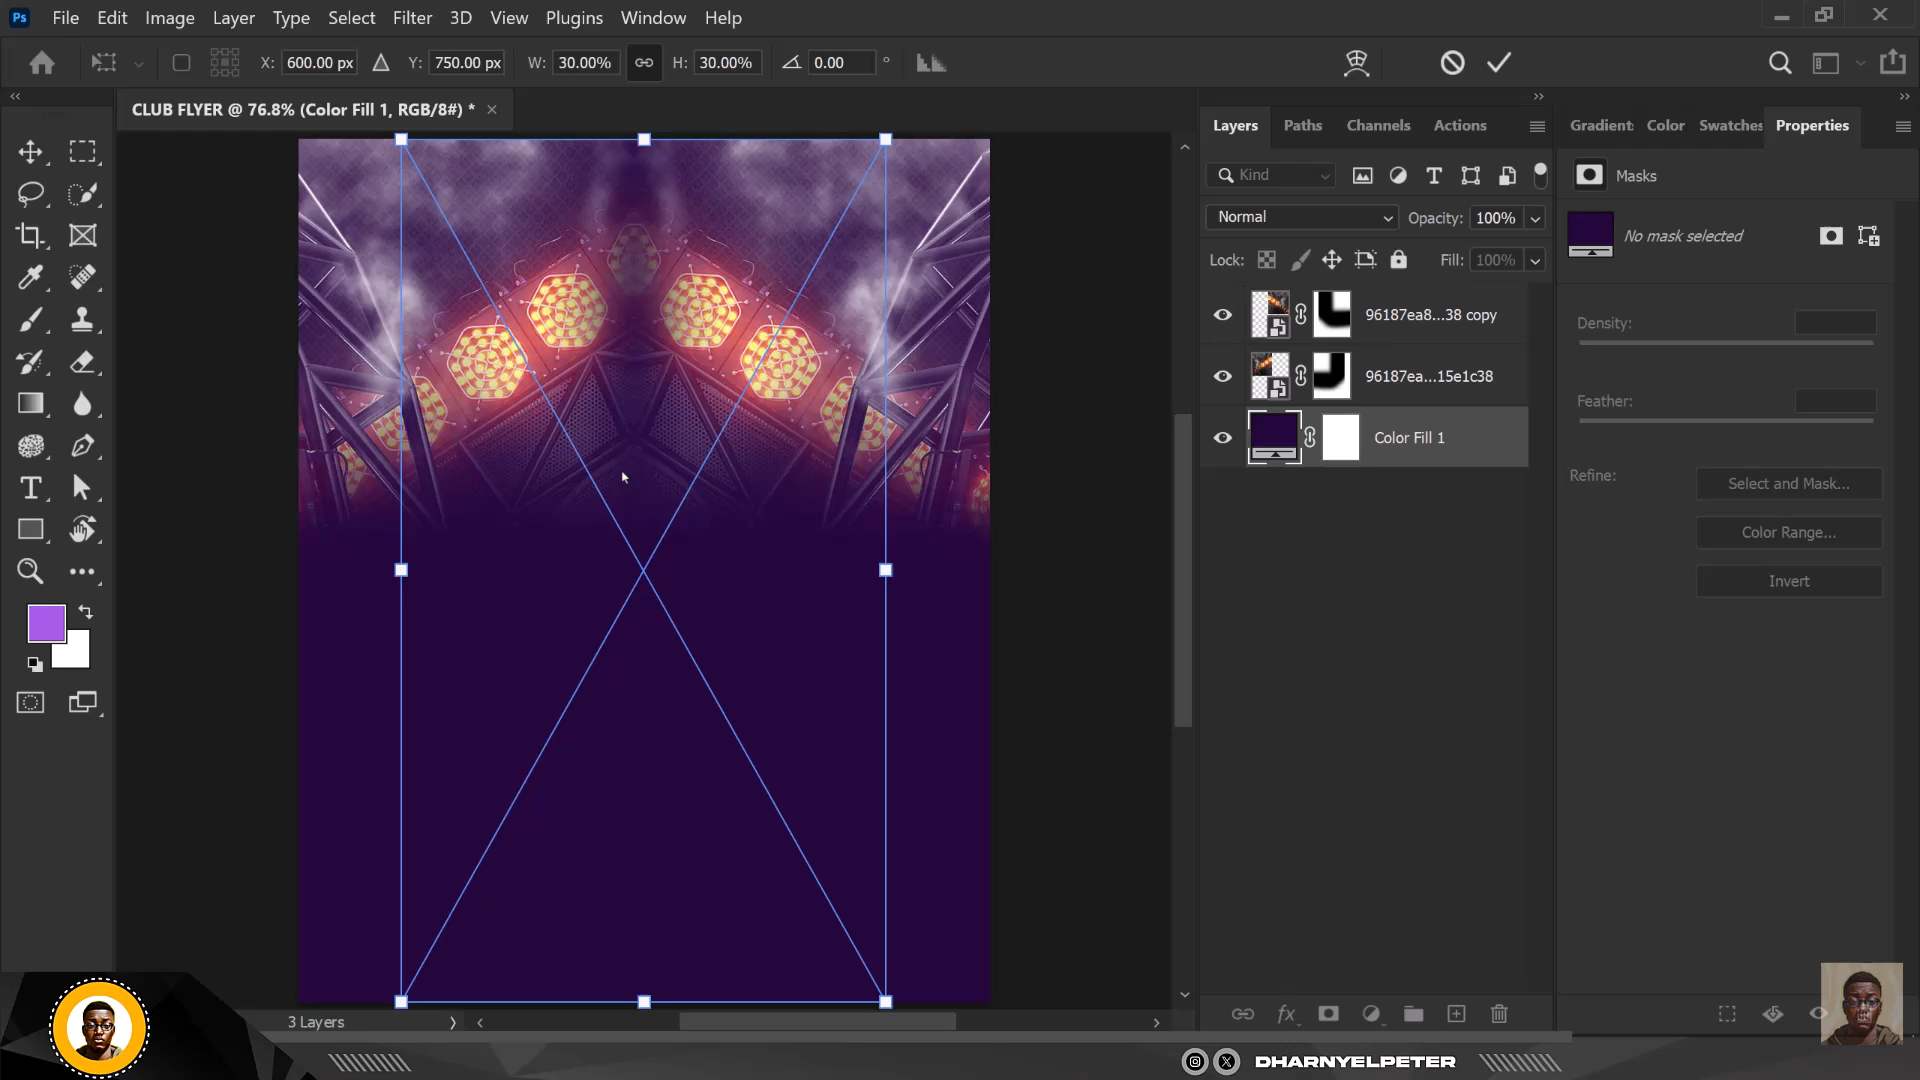 Ps File Edit Image Layer Type Select Filter 3D View Plugins Window Help
X: 600.00 px Y: 750.00 px W: 30.00% H: 30.00% 0.00 °
CLUB FLYER @ 76.8% (Color Fill 1, RGB/8#) *
Layers Paths Channels Actions
Gradient Color Swatches Properties
Kind
Masks
Normal Opacity: 100%
No mask selected
Lock: Fill: 100%
96187ea8...38 copy
Density:
96187ea...15e1c38
Feather:
Color Fill 1
Refine: Select and Mask...
Color Range...
Invert
3 Layers
DHARNYELPETER